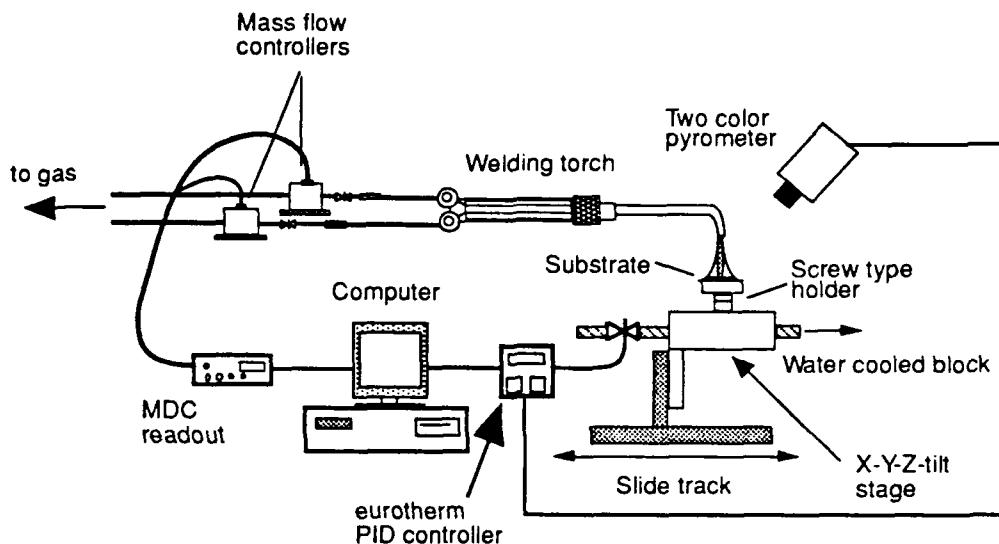 Mass flow
controllers
Two color
pyrometer
Welding torch
to gas
Substrate
Screw type
holder
Computer
Water cooled block
MDC
readout
X-Y-Z-tilt
stage
Slide track
eurotherm
PID controller